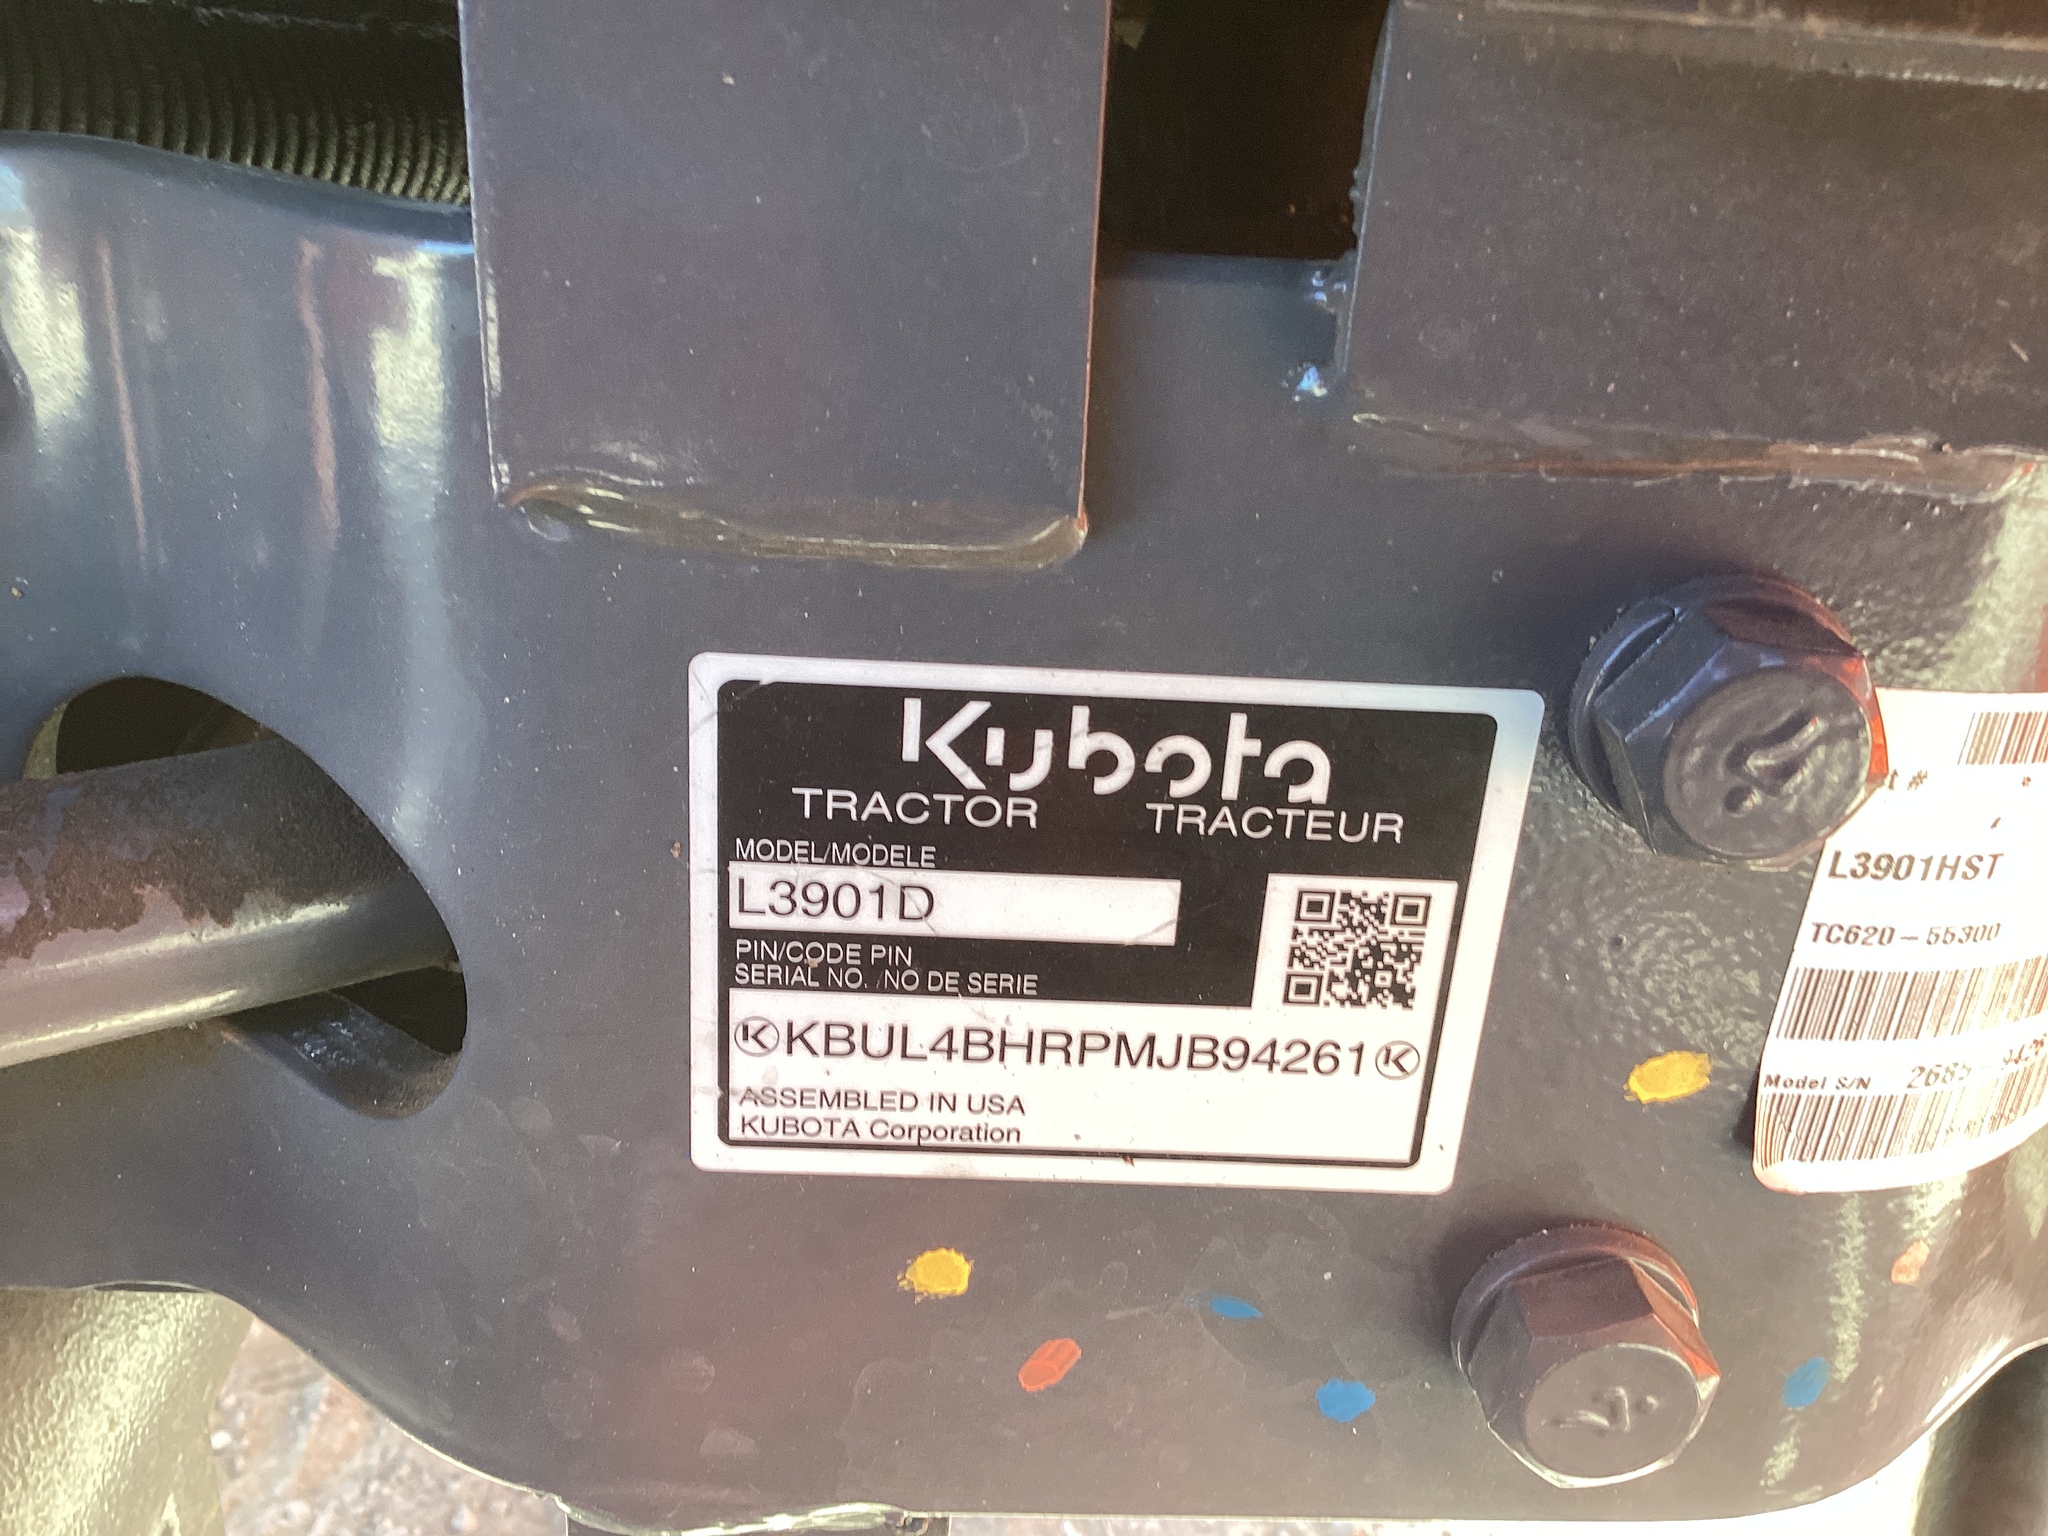 Kubota
TRACTOR TRACTEUR
MODEL/MODELE
L3901D
PIN/CODE PIN
SERIAL NO. /NO DE SERIE
KBUL4BHRPMJB94261
ASSEMBLED IN USA
KUBOTA Corporation
L3901HST
TC620-55300
Model S/N